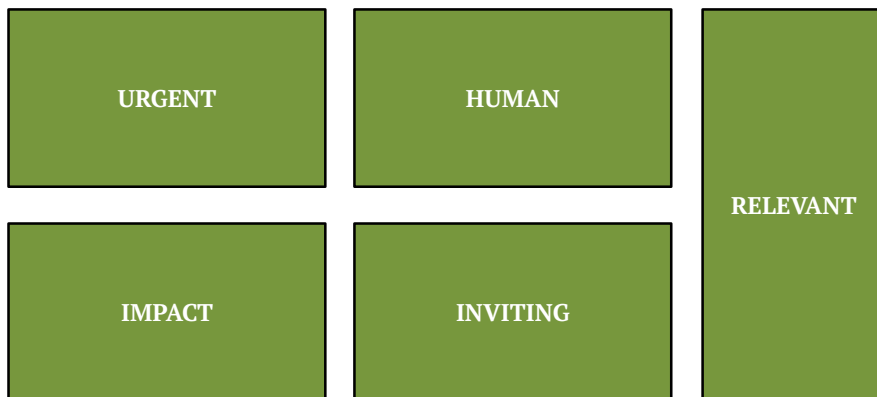 URGENT
HUMAN
RELEVANT
IMPACT
INVITING